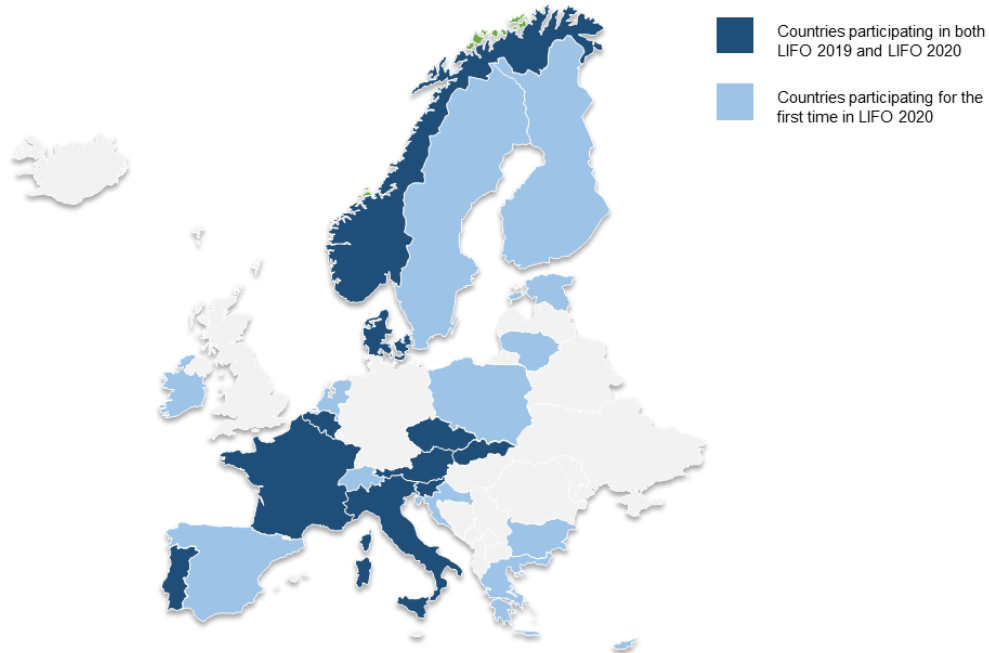 Countries participating in both
LIFO 2019 and LIFO 2020
Countries participating for the
first time in LIFO 2020